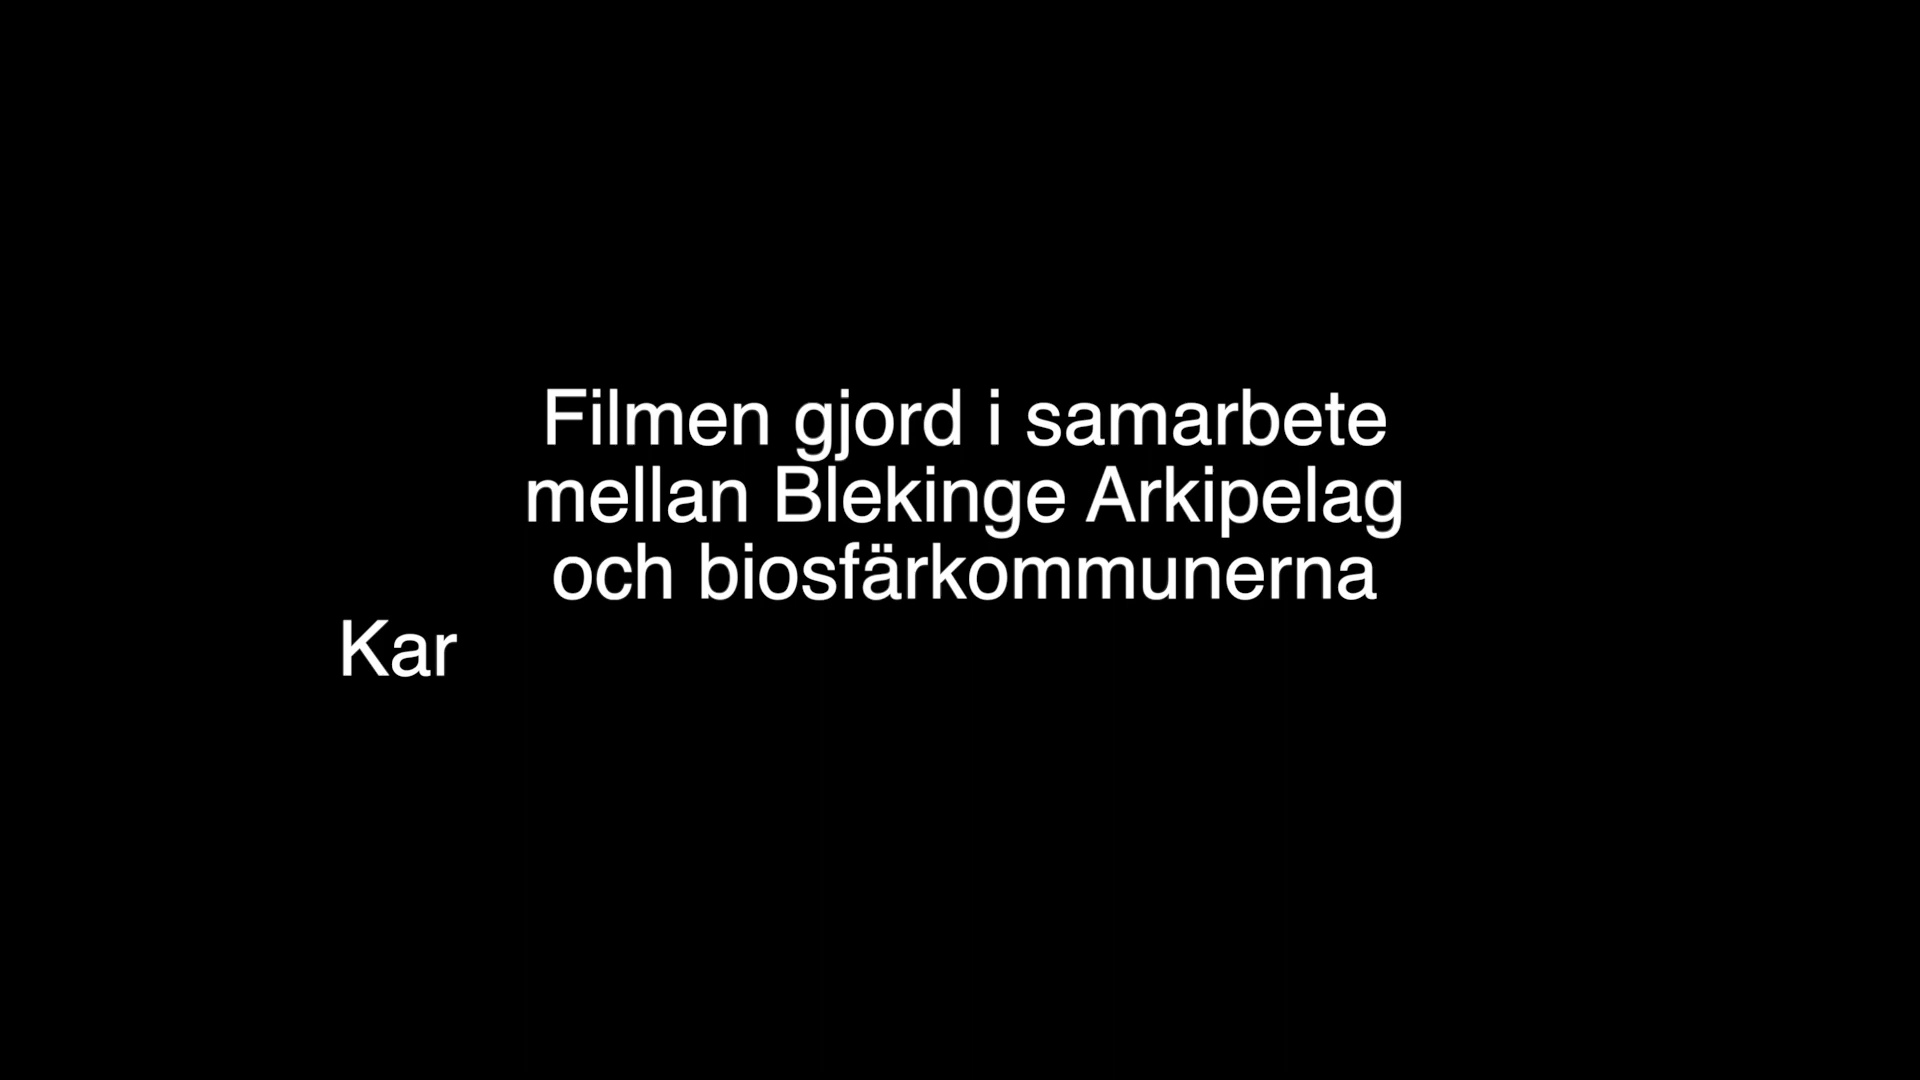 Filmen gjord i samarbete
mellan Blekinge Arkipelag
och biosfärkommunerna
Kar